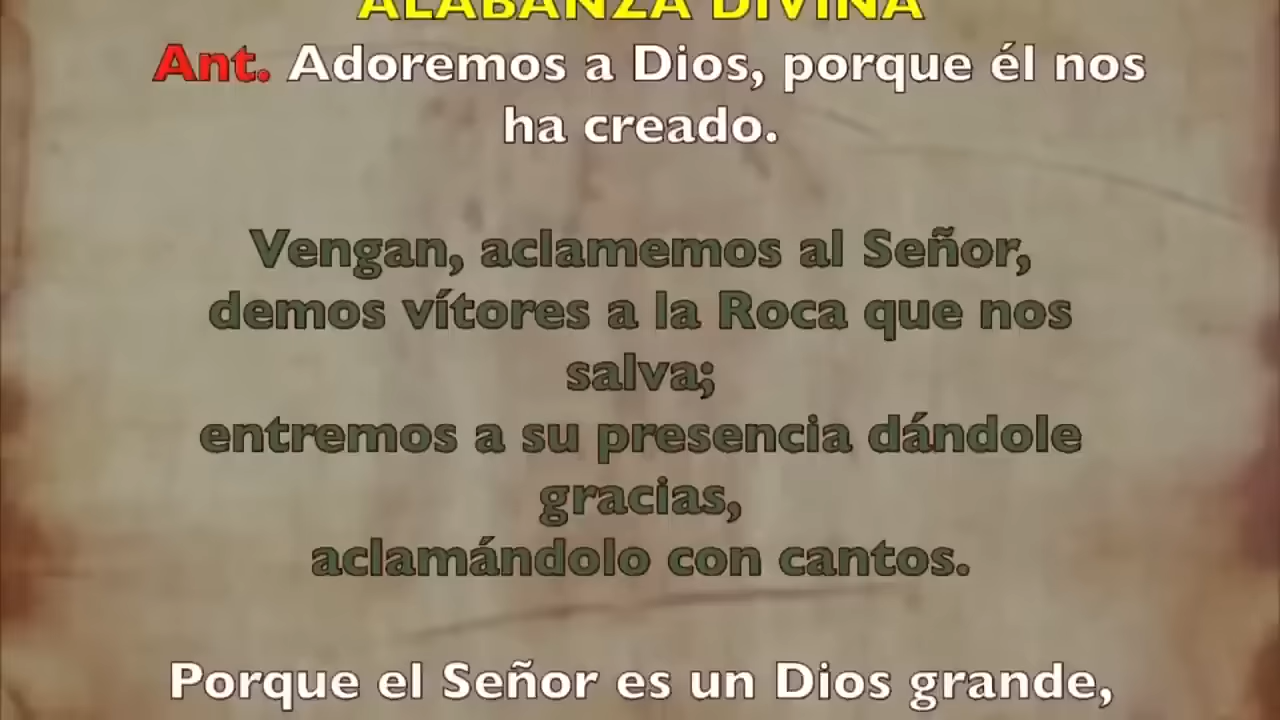 ALABANZA DIVINA
Ant. Adoremos a Dios, porque él nos
ha creado.
Vengan, aclamemos al Señor,
demos vítores a la Roca que nos
salva;
entremos a su presencia dándole
gracias,
aclamándolo con cantos.
Porque el Señor es un Dios grande,